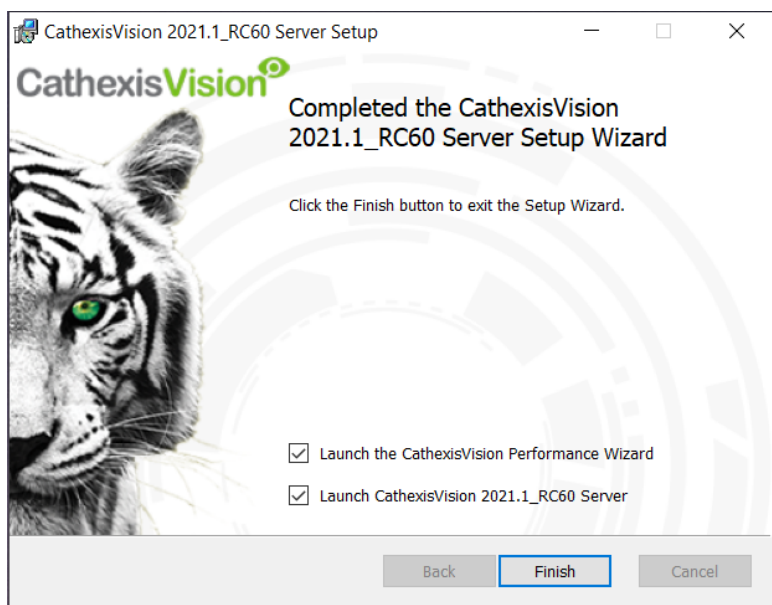 CathexisVision 2021.1_RC60 Server Setup
CathexisVision
Completed the CathexisVision
2021.1_RC60 Server Setup Wizard
Click the Finish button to exit the Setup Wizard.
Launch the CathexisVision Performance Wizard
Launch CathexisVision 2021.1_RC60 Server
Back Finish Cancel